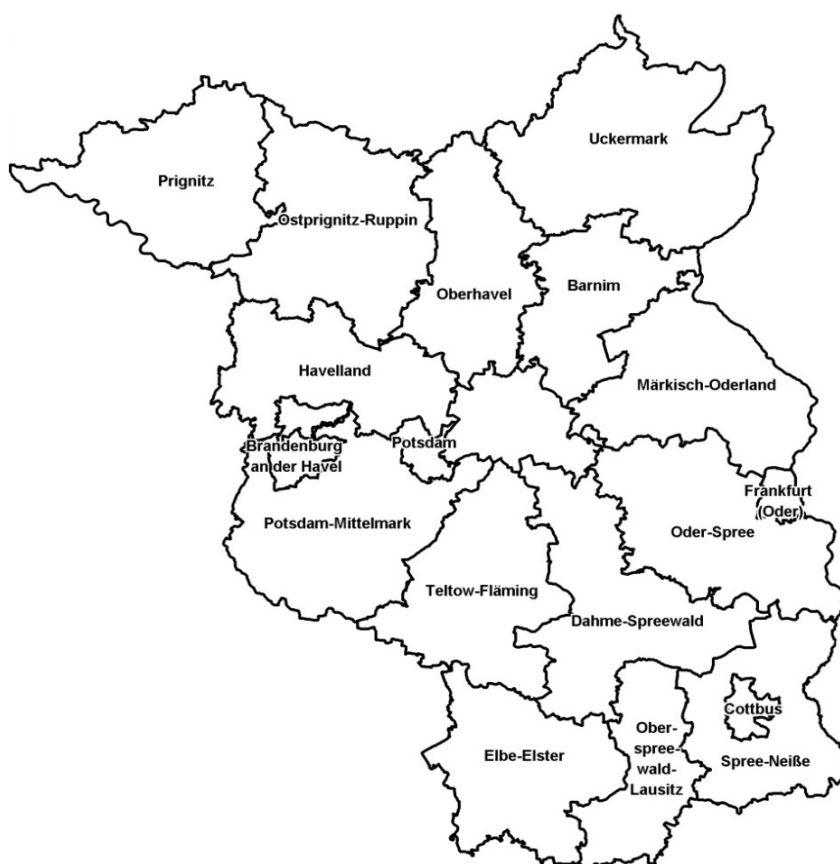 Uckermark
Prignitz
Ostprignitz-Ruppin
Oberhavel
Barnim
Havelland
Märkisch-Oderland
Potsdam
Brandenburg
an der Havel
Frankfurt
(Oder)
Potsdam-Mittelmark
Oder-Spree
Teltow-Fläming
Dahme-Spreewald
Cottbus
Ober-
spree-
wald-
Lausitz
Elbe-Elster
Spree-Neiße